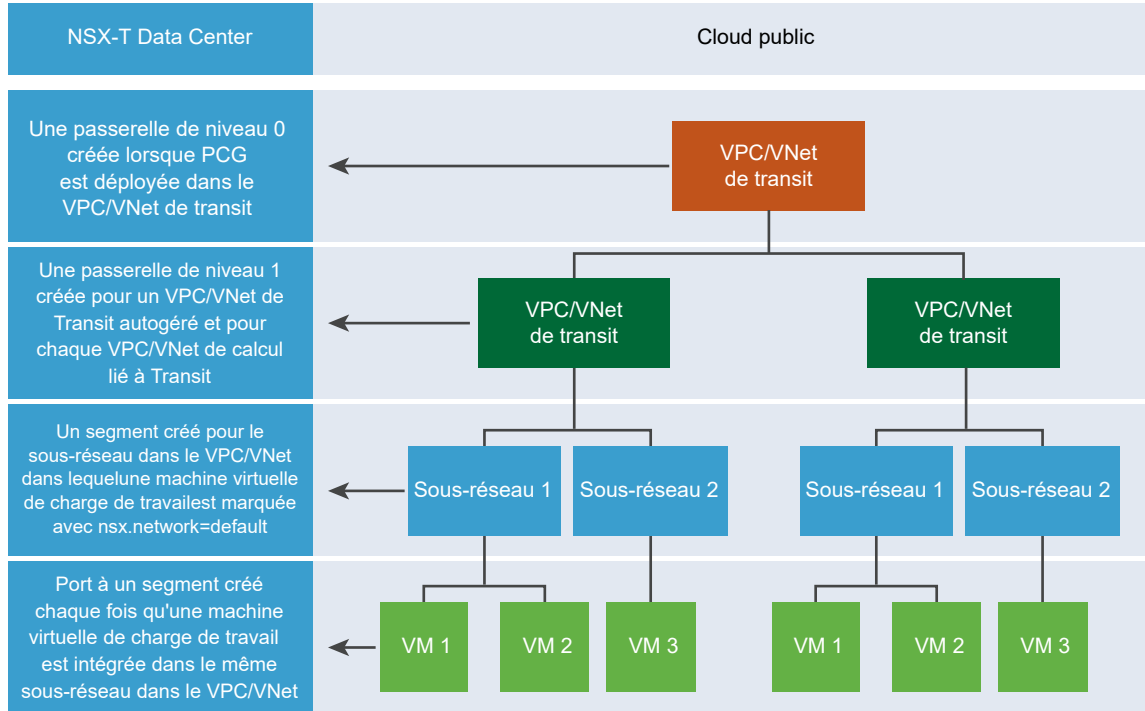 NSX-T Data Center
Cloud public
Une passerelle de niveau 0
créée lorsque PCG
est déployée dans le
VPC/VNet de transit
VPC/VNet
de transit
Une passerelle de niveau 1
créée pour un VPC/VNet de
Transit autogéré et pour
chaque VPC/VNet de calcul
lié à Transit
VPC/VNet
de transit
VPC/VNet
de transit
Un segment créé pour le
sous-réseau dans le VPC/VNet
dans lequelune machine virtuelle
de charge de travailest marquée
avec nsx.network=default
Sous-réseau 1
Sous-réseau 2
Sous-réseau 1
Sous-réseau 2
Port à un segment créé
chaque fois qu'une machine
virtuelle de charge de travail
est intégrée dans le même
sous-réseau dans le VPC/VNet
VM 1
VM 2
VM 3
VM 1
VM 2
VM 3